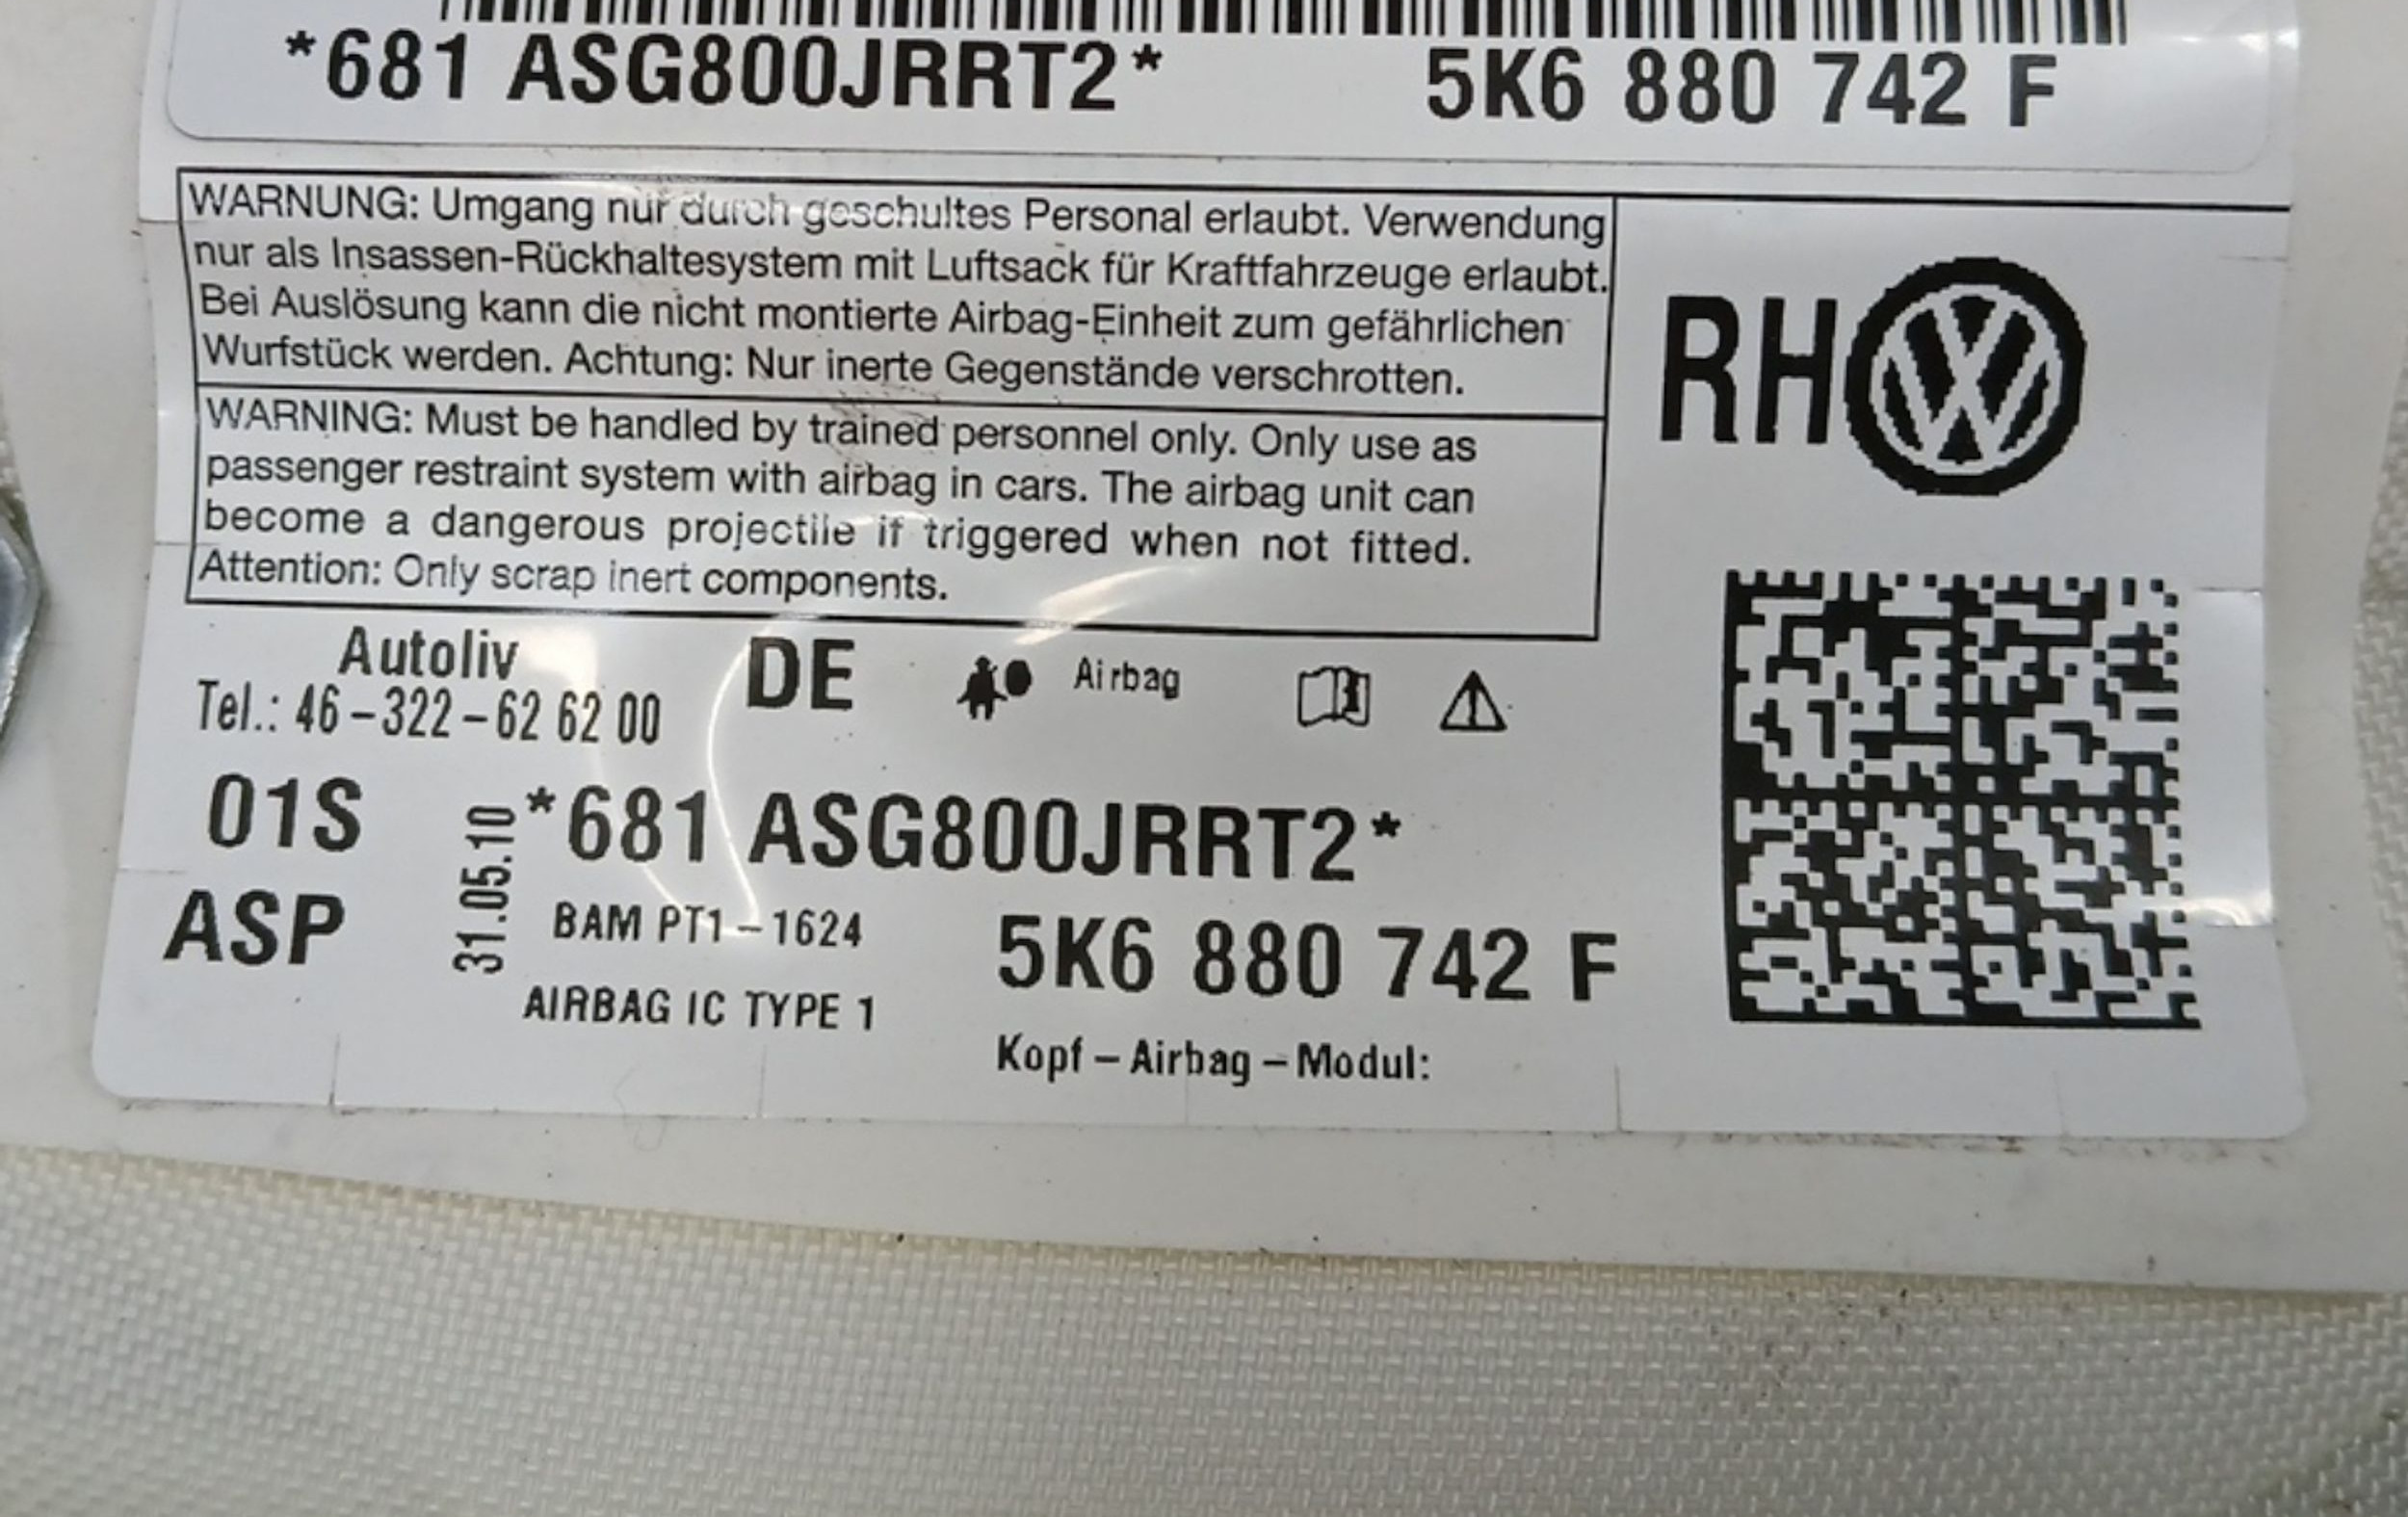 *681 ASG800JRRT2* 5K6 880 742 F
WARNUNG: Umgang nur durch geschultes Personal erlaubt. Verwendung
nur als Insassen-Rückhaltesystem mit Luftsack für Kraftfahrzeuge erlaubt.
Bei Auslösung kann die nicht montierte Airbag-Einheit zum gefährlichen
Wurfstück werden. Achtung: Nur inerte Gegenstände verschrotten.
RH
WARNING: Must be handled by trained personnel only. Only use as
passenger restraint system with airbag in cars. The airbag unit can
become a dangerous projectile if triggered when not fitted.
Attention: Only scrap inert components.
Autoliv DE Airbag
Tel.: 46-322-62 62 00
01S 31.05.10 *681 ASG800JRRT2*
ASP BAM PT1-1624 5K6 880 742 F
AIRBAG IC TYPE 1
Kopf-Airbag-Modul: